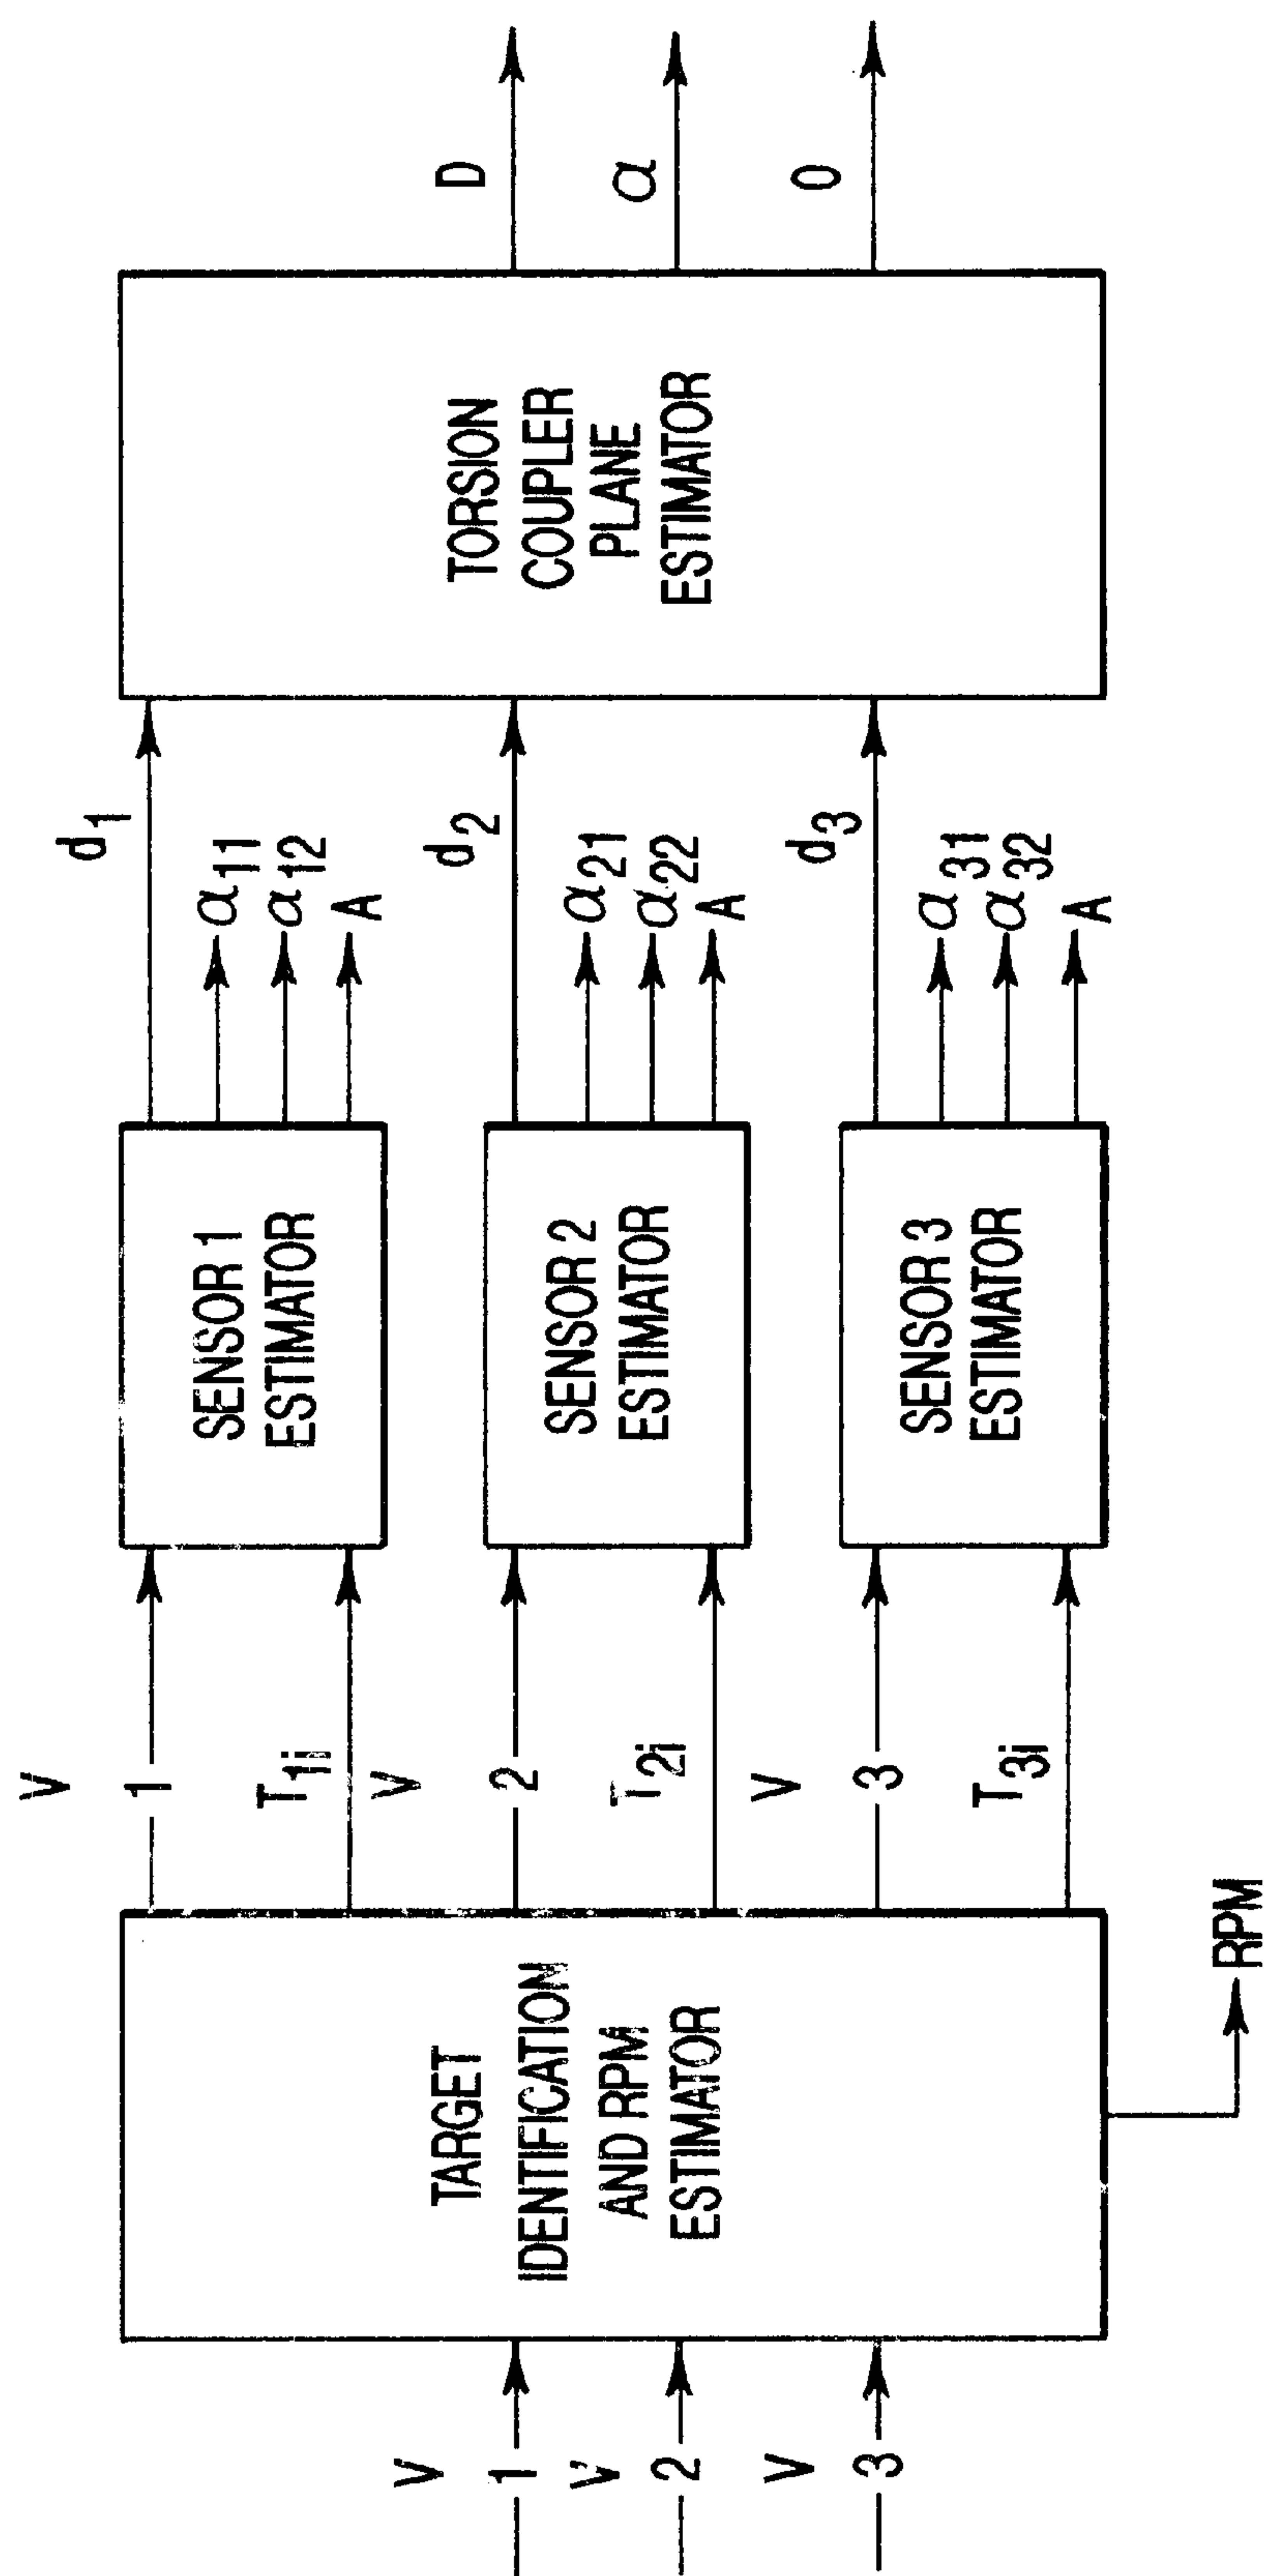 V
1
V'
2
V
3
TARGET
IDENTIFICATION
AND RPM
ESTIMATOR
RPM
V
1
T1i
V
2
T2i
V
3
T3i
SENSOR 1
ESTIMATOR
SENSOR 2
ESTIMATOR
SENSOR 3
ESTIMATOR
d1
α11
α12
A
d2
α21
α22
A
d3
α31
α32
A
TORSION
COUPLER
PLANE
ESTIMATOR
D
α
O